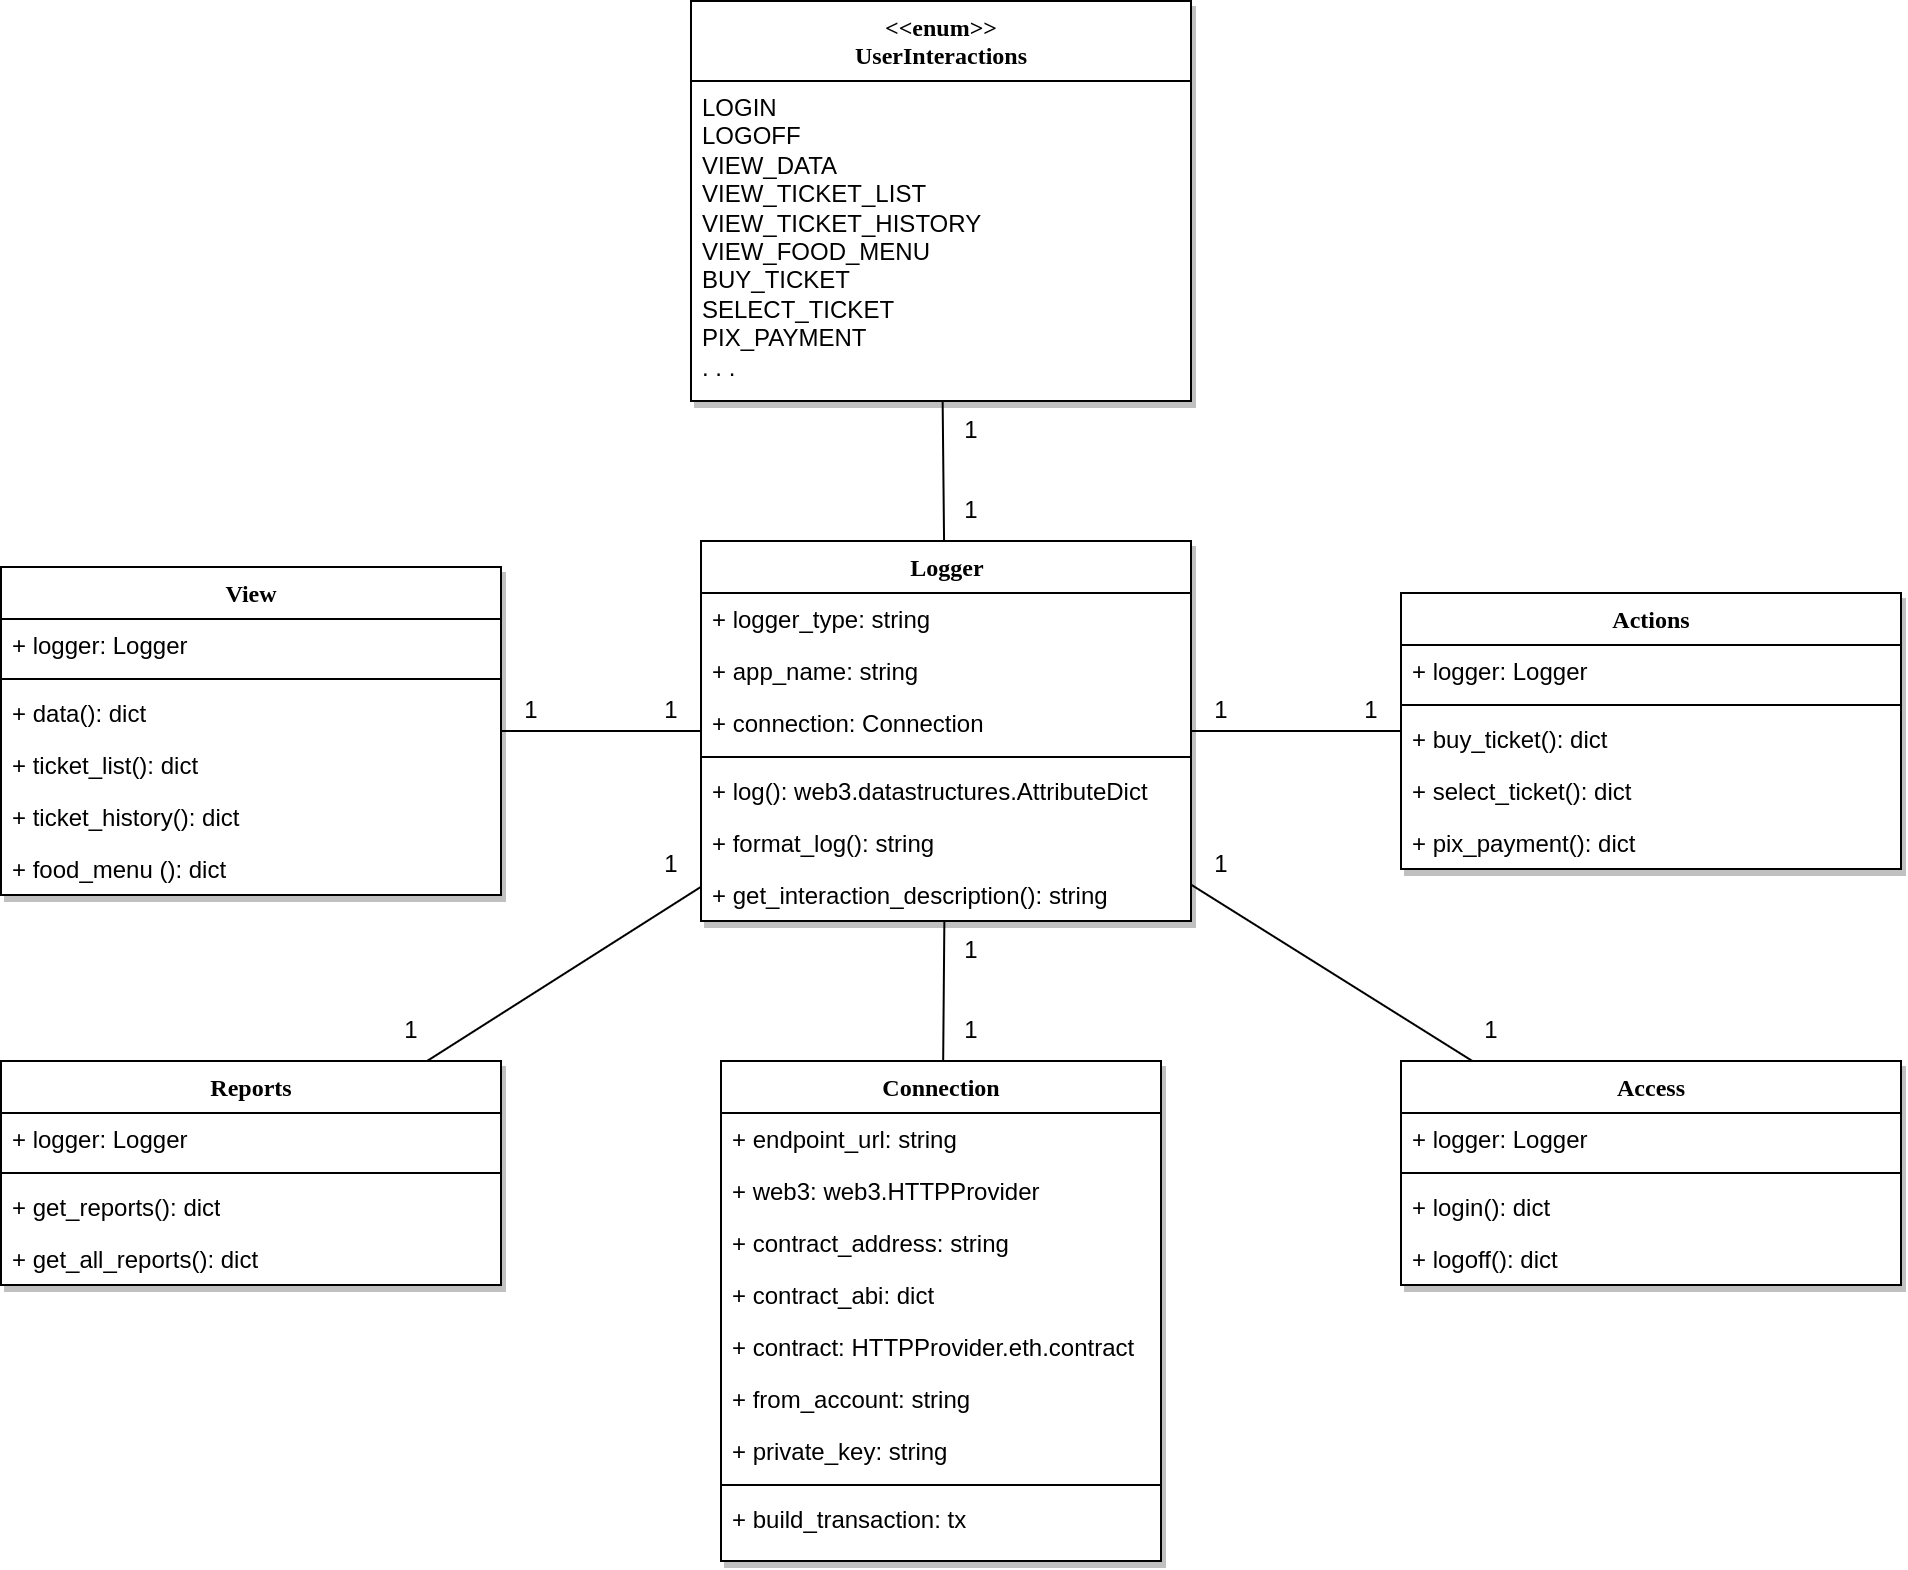 <<enum>>
UserInteractions
LOGIN
LOGOFF
VIEW_DATA
VIEW_TICKET_LIST
VIEW_TICKET_HISTORY
VIEW_FOOD_MENU
BUY_TICKET
SELECT_TICKET
PIX_PAYMENT
. . .
1
1
View
+ logger: Logger
+ data(): dict
+ ticket_list(): dict
+ ticket_history(): dict
+ food_menu (): dict
1
1
Logger
+ logger_type: string
+ app_name: string
+ connection: Connection
+ log(): web3.datastructures.AttributeDict
+ format_log(): string
+ get_interaction_description(): string
1
1
Actions
+ logger: Logger
+ buy_ticket(): dict
+ select_ticket(): dict
+ pix_payment(): dict
1
1
1
1
1
1
Reports
+ logger: Logger
+ get_reports(): dict
+ get_all_reports(): dict
Connection
+ endpoint_url: string
+ web3: web3.HTTPProvider
+ contract_address: string
+ contract_abi: dict
+ contract: HTTPProvider.eth.contract
+ from_account: string
+ private_key: string
+ build_transaction: tx
Access
+ logger: Logger
+ login(): dict
+ logoff(): dict